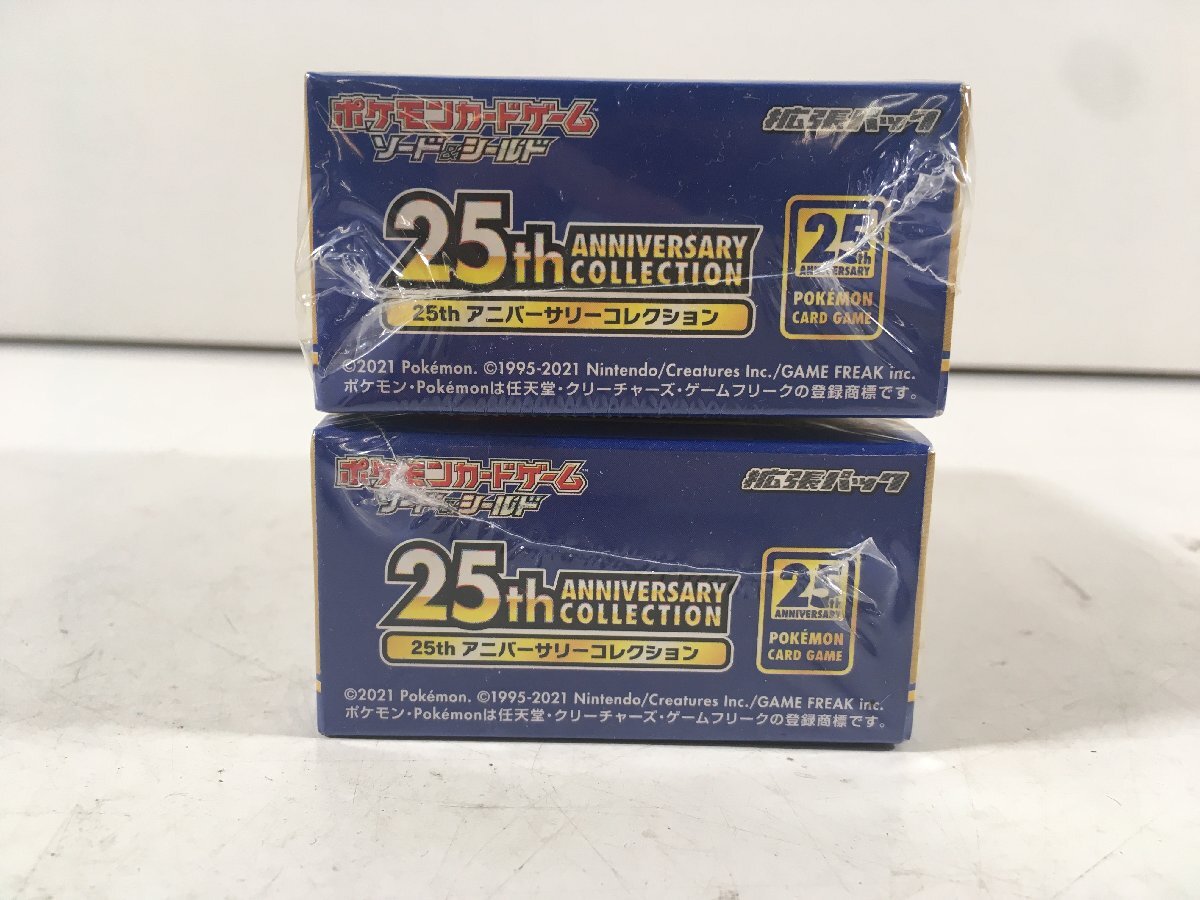 ポケモンカードゲーム
ソード&シールド
拡張パック
25th ANNIVERSARY COLLECTION
25th アニバーサリーコレクション
25th
ANNIVERSARY
POKÉMON
CARD GAME
©2021 Pokémon. ©1995-2021 Nintendo/Creatures Inc./GAME FREAK inc.
ポケモン・Pokémonは任天堂・クリーチャーズ・ゲームフリークの登録商標です。
ポケモンカードゲーム
ソード&シールド
拡張パック
25th ANNIVERSARY COLLECTION
25th アニバーサリーコレクション
25th
ANNIVERSARY
POKÉMON
CARD GAME
©2021 Pokémon. ©1995-2021 Nintendo/Creatures Inc./GAME FREAK inc.
ポケモン・Pokémonは任天堂・クリーチャーズ・ゲームフリークの登録商標です。